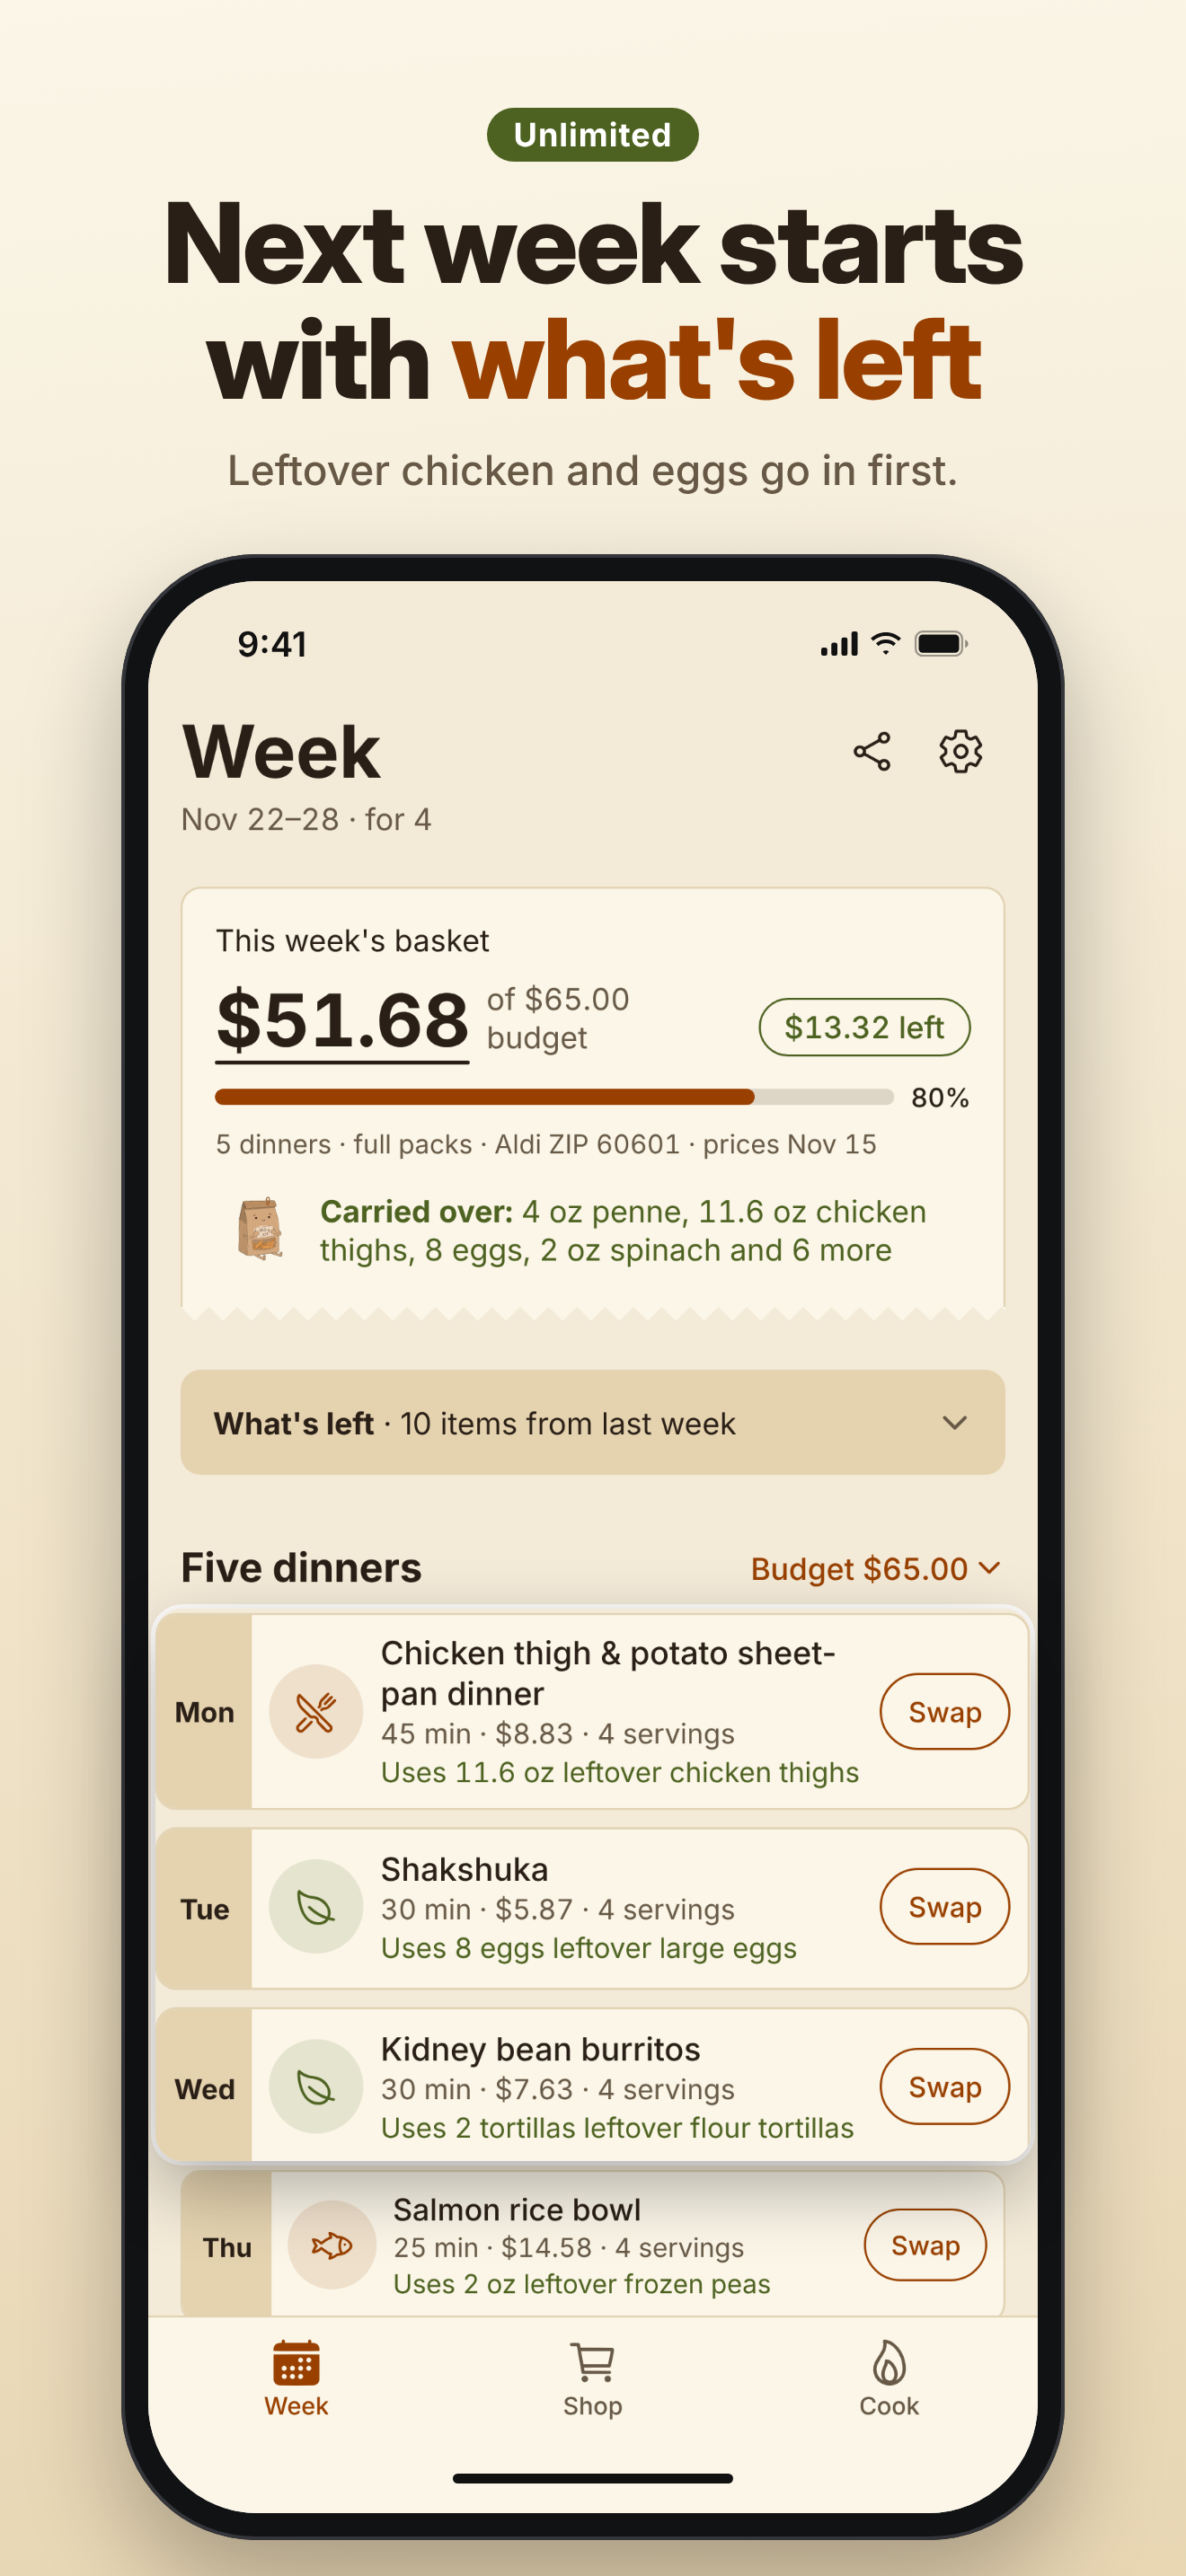 Unlimited
Next week starts
with what's left
Leftover chicken and eggs go in first.
9:41
Week
Nov 22–28 · for 4
This week's basket
$51.68 of $65.00 budget
$13.32 left
80%
5 dinners · full packs · Aldi ZIP 60601 · prices Nov 15
Carried over: 4 oz penne, 11.6 oz chicken
thighs, 8 eggs, 2 oz spinach and 6 more
What's left · 10 items from last week
Five dinners
Budget $65.00
Mon
Chicken thigh & potato sheet-
pan dinner
45 min · $8.83 · 4 servings
Uses 11.6 oz leftover chicken thighs
Swap
Tue
Shakshuka
30 min · $5.87 · 4 servings
Uses 8 eggs leftover large eggs
Swap
Wed
Kidney bean burritos
30 min · $7.63 · 4 servings
Uses 2 tortillas leftover flour tortillas
Swap
Thu
Salmon rice bowl
25 min · $14.58 · 4 servings
Uses 2 oz leftover frozen peas
Swap
Week
Shop
Cook